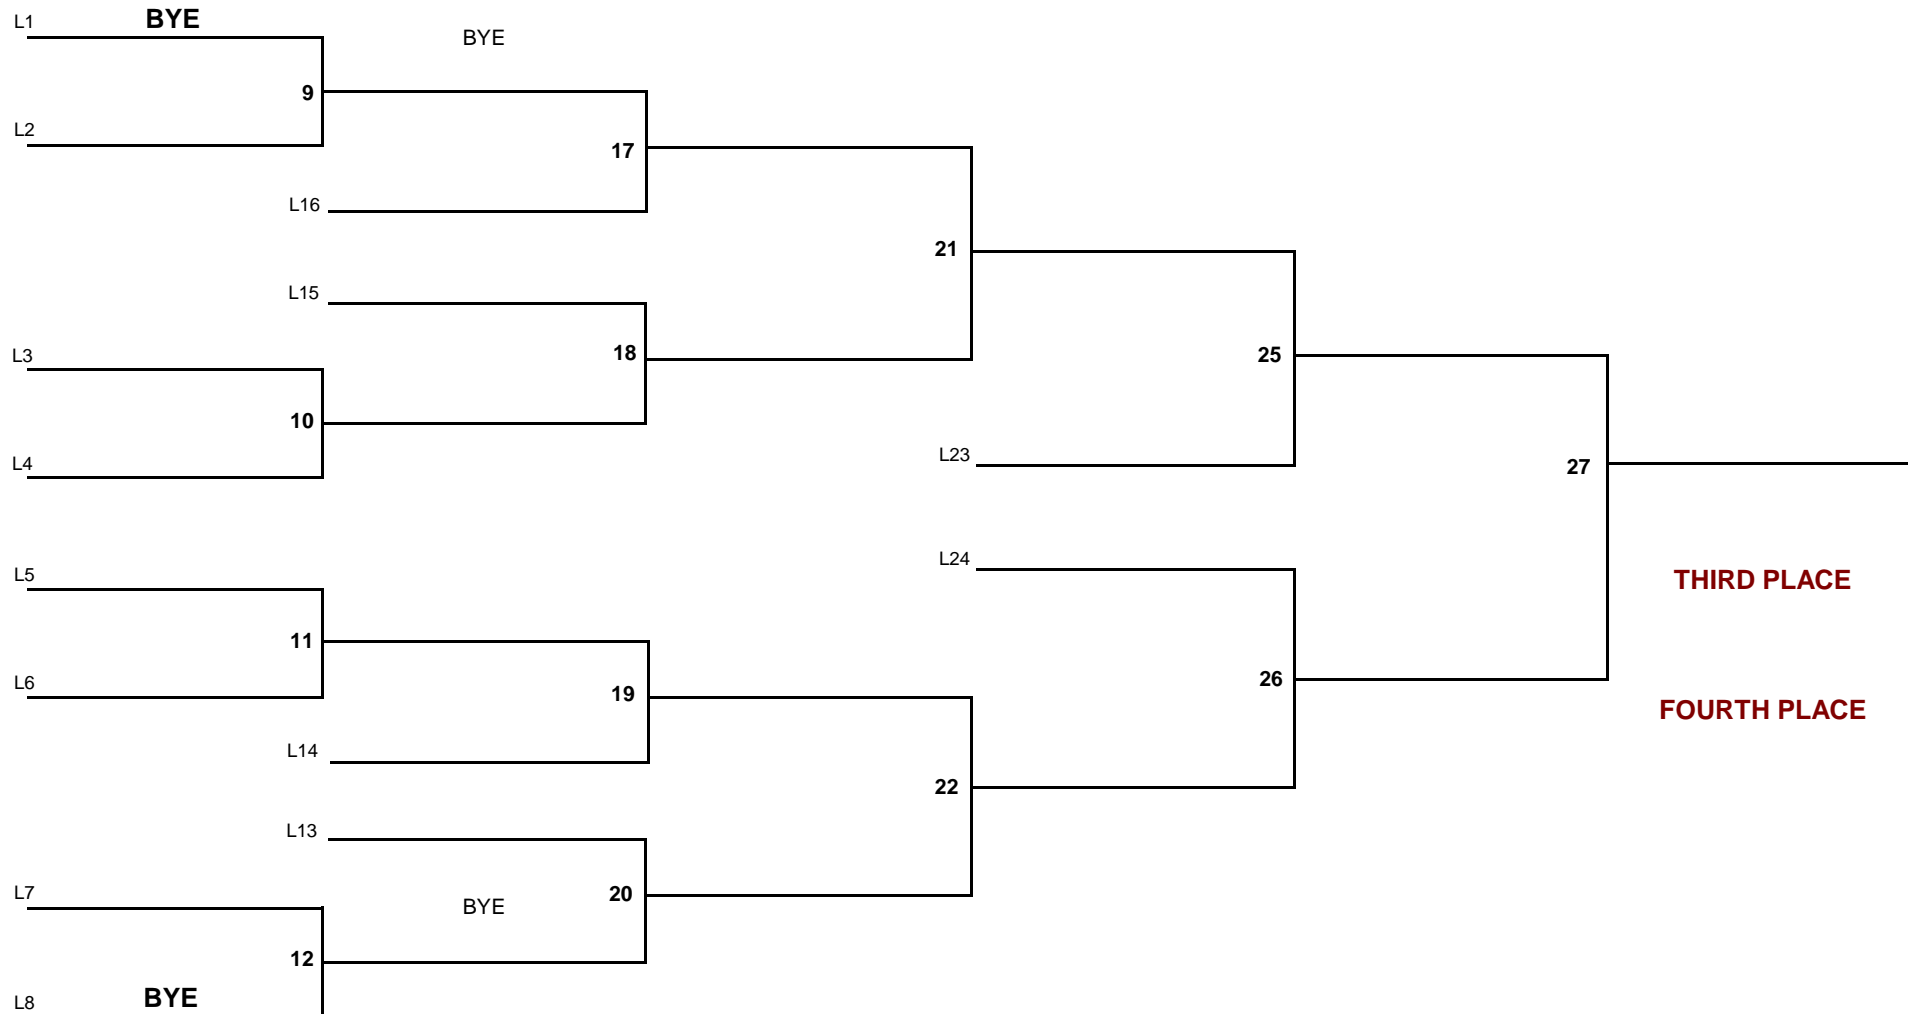 L1 BYE
BYE
9
L2
17
L16
21
L15
L3
18
25
10
L23
L4
27
L24
L5
THIRD PLACE
11
26
L6
19
FOURTH PLACE
L14
22
L13
L7
20
BYE
12
L8 BYE